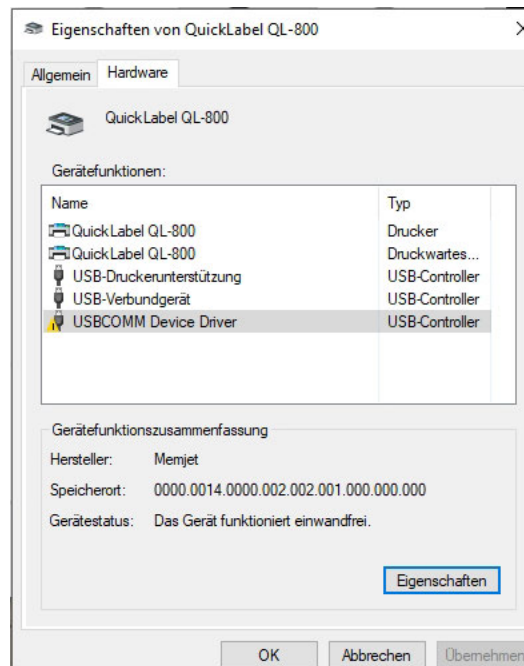 Eigenschaften von QuickLabel QL-800
Allgemein Hardware
QuickLabel QL-800
Gerätefunktionen:
Name Typ
QuickLabel QL-800 Drucker
QuickLabel QL-800 Druckwartes...
USB-Druckerunterstützung USB-Controller
USB-Verbundgerät USB-Controller
USBCOMM Device Driver USB-Controller
Gerätefunktionszusammenfassung
Hersteller: Memjet
Speicherort: 0000.0014.0000.002.002.001.000.000.000
Gerätestatus: Das Gerät funktioniert einwandfrei.
Eigenschaften
OK Abbrechen Übernehmen